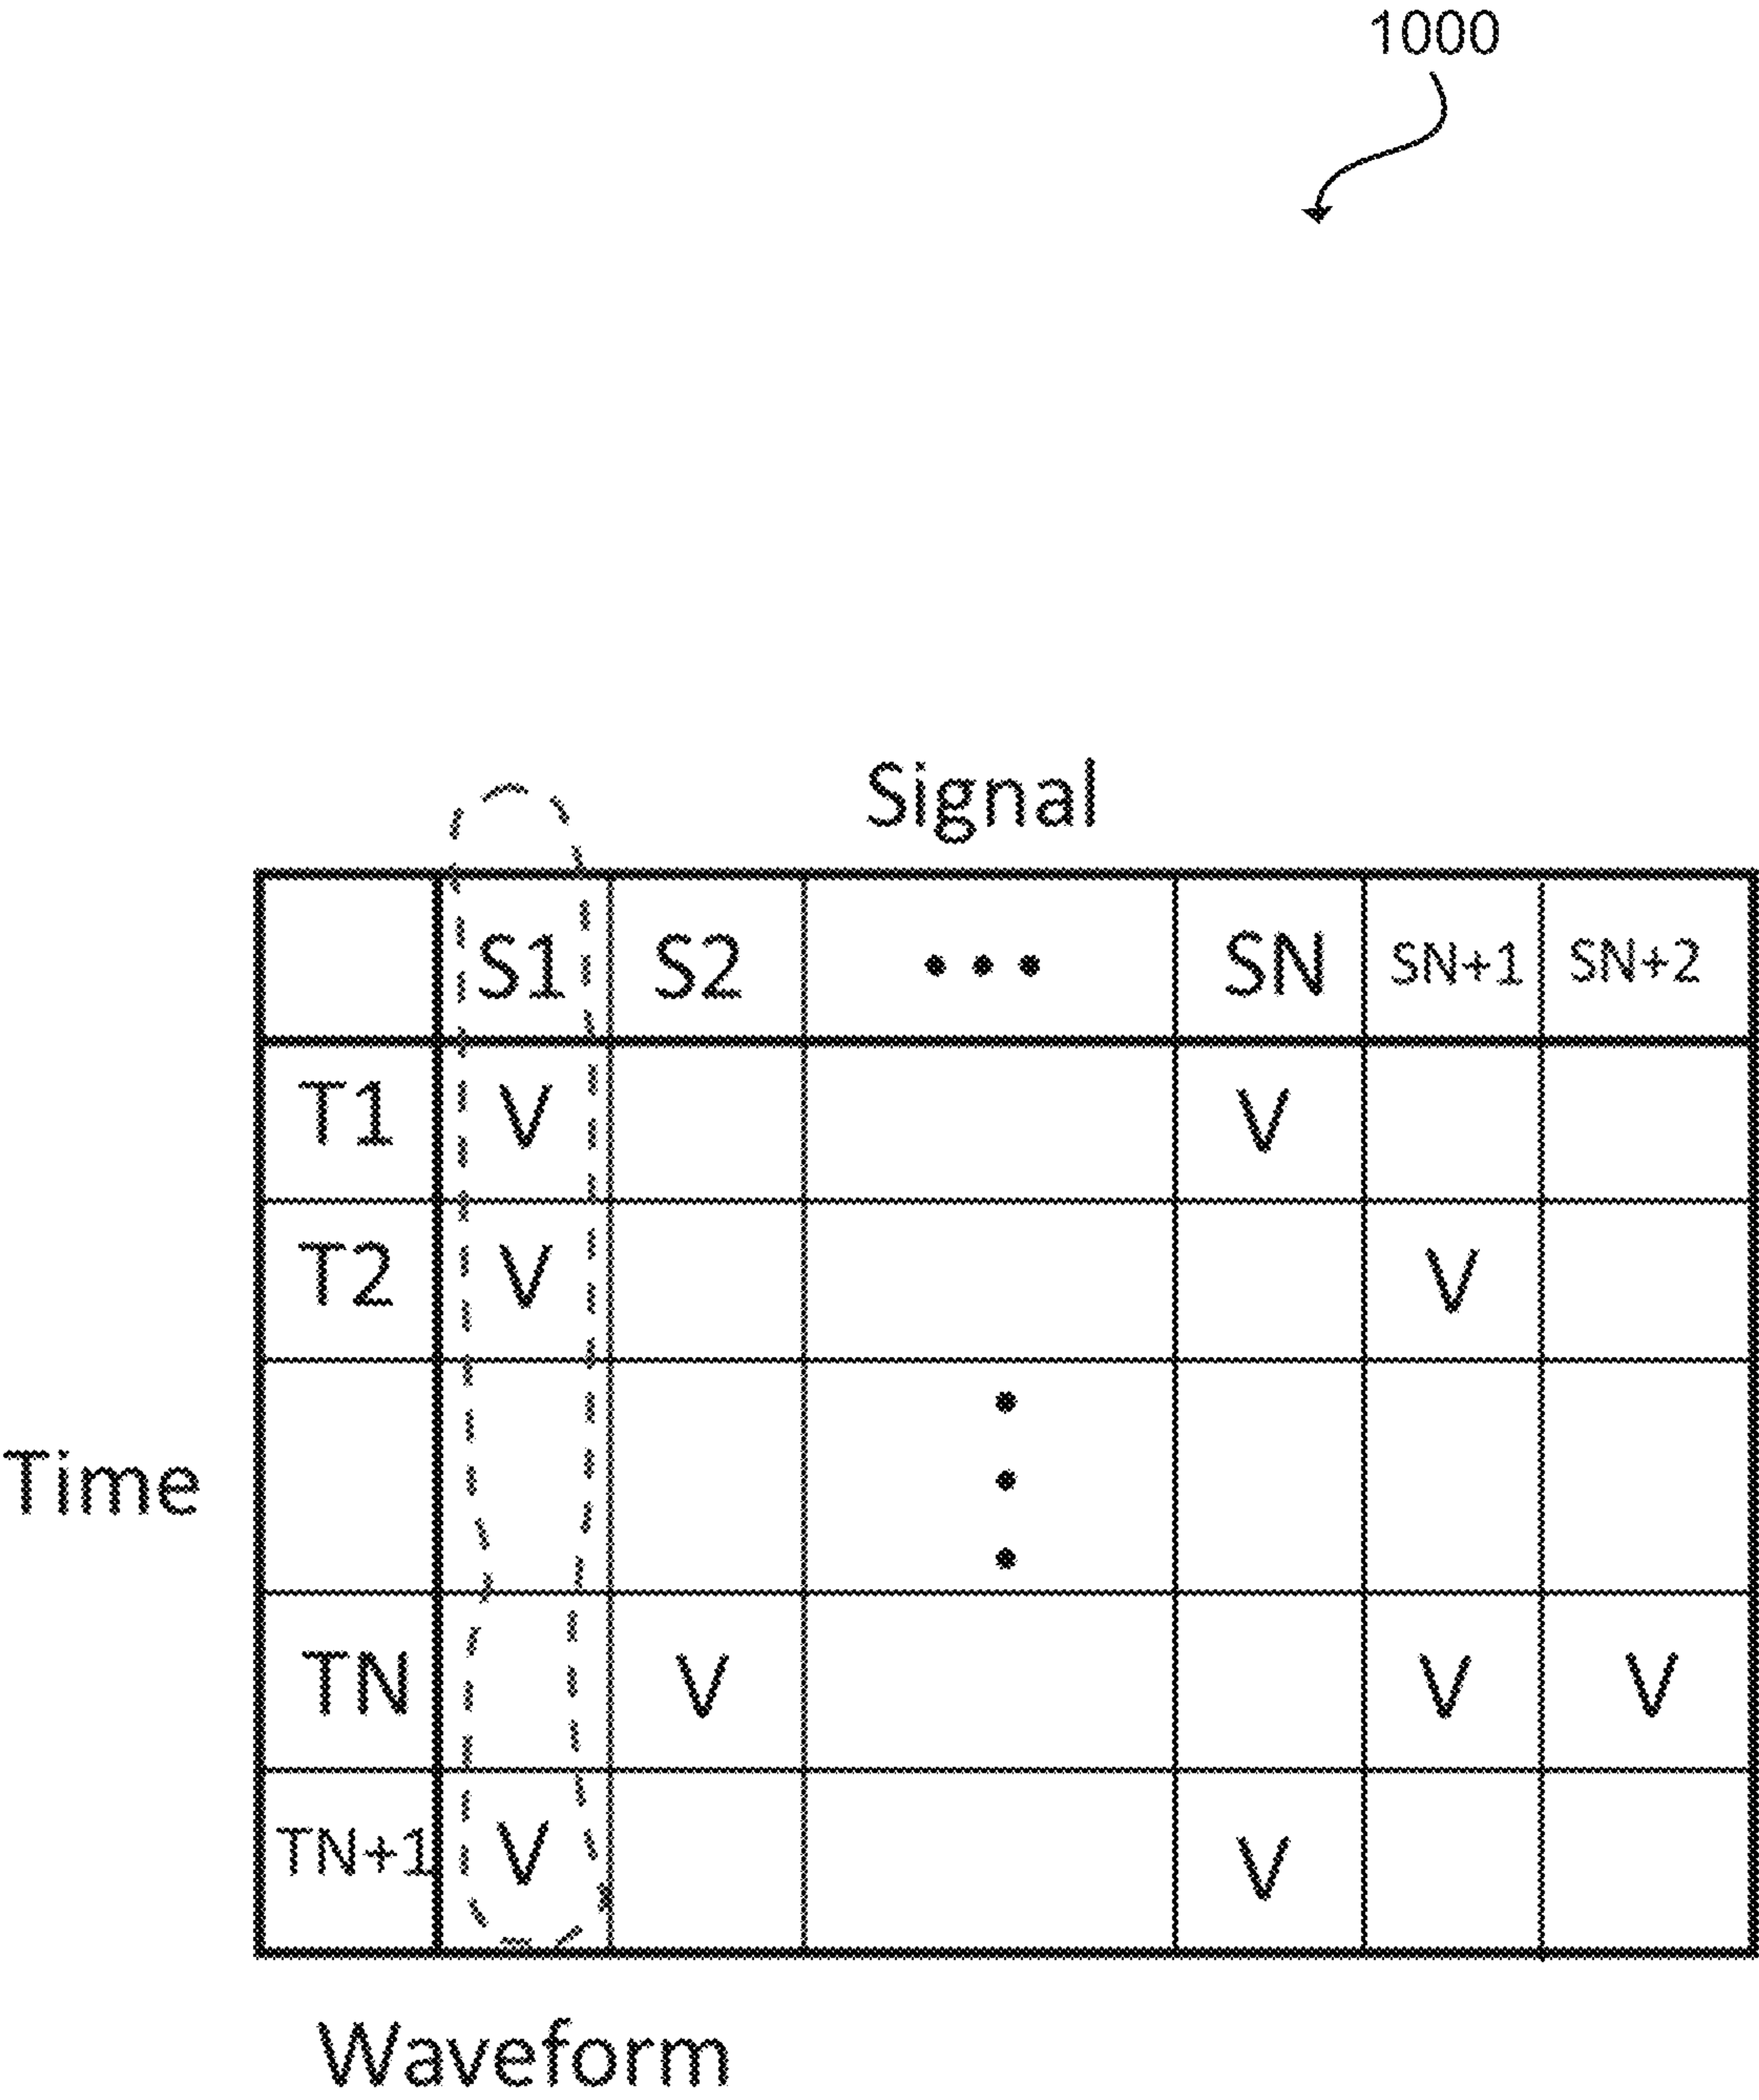 1000
Signal
S1 S2 • • • SN SN+1 SN+2
T1 V V
T2 V V
Time
TN V V V
TN+1 V V
Waveform